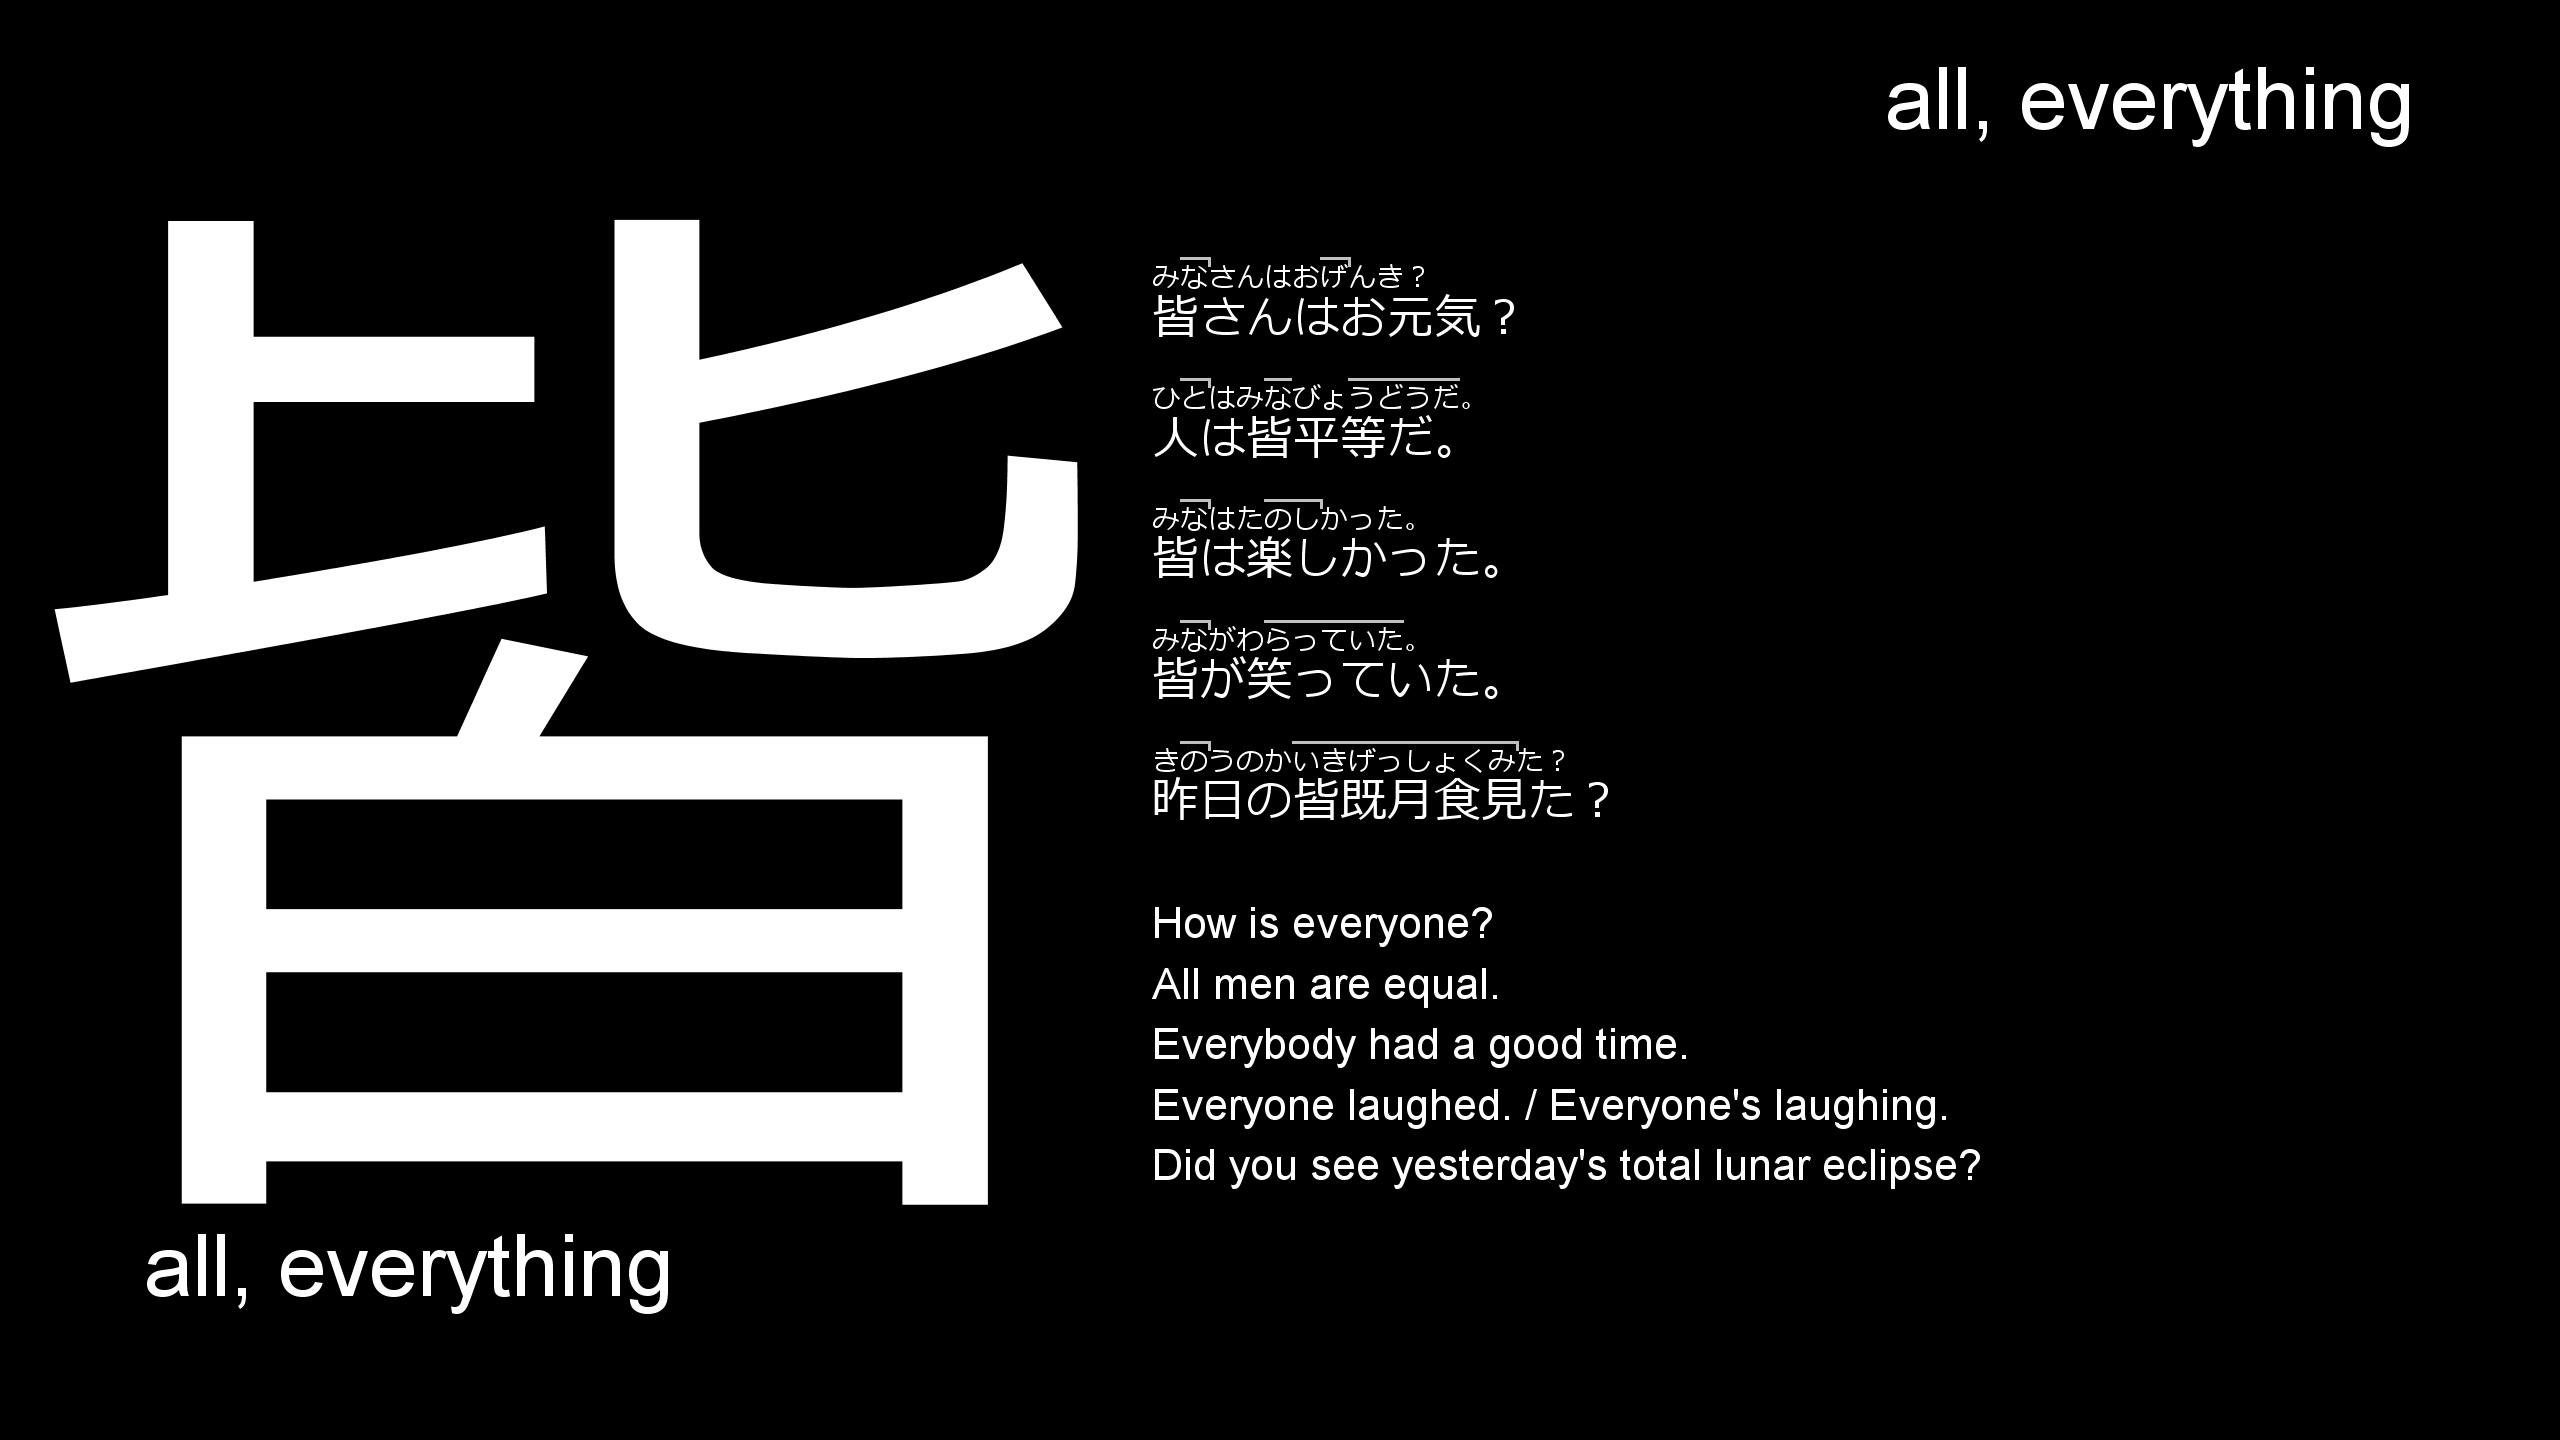 all, everything
皆
all, everything
みなさんはおげんき？
皆さんはお元気？
ひとはみなびょうどうだ。
人は皆平等だ。
みなはたのしかった。
皆は楽しかった。
みながわらっていた。
皆が笑っていた。
きのうのかいきげっしょくみた？
昨日の皆既月食見た？
How is everyone?
All men are equal.
Everybody had a good time.
Everyone laughed. / Everyone's laughing.
Did you see yesterday's total lunar eclipse?